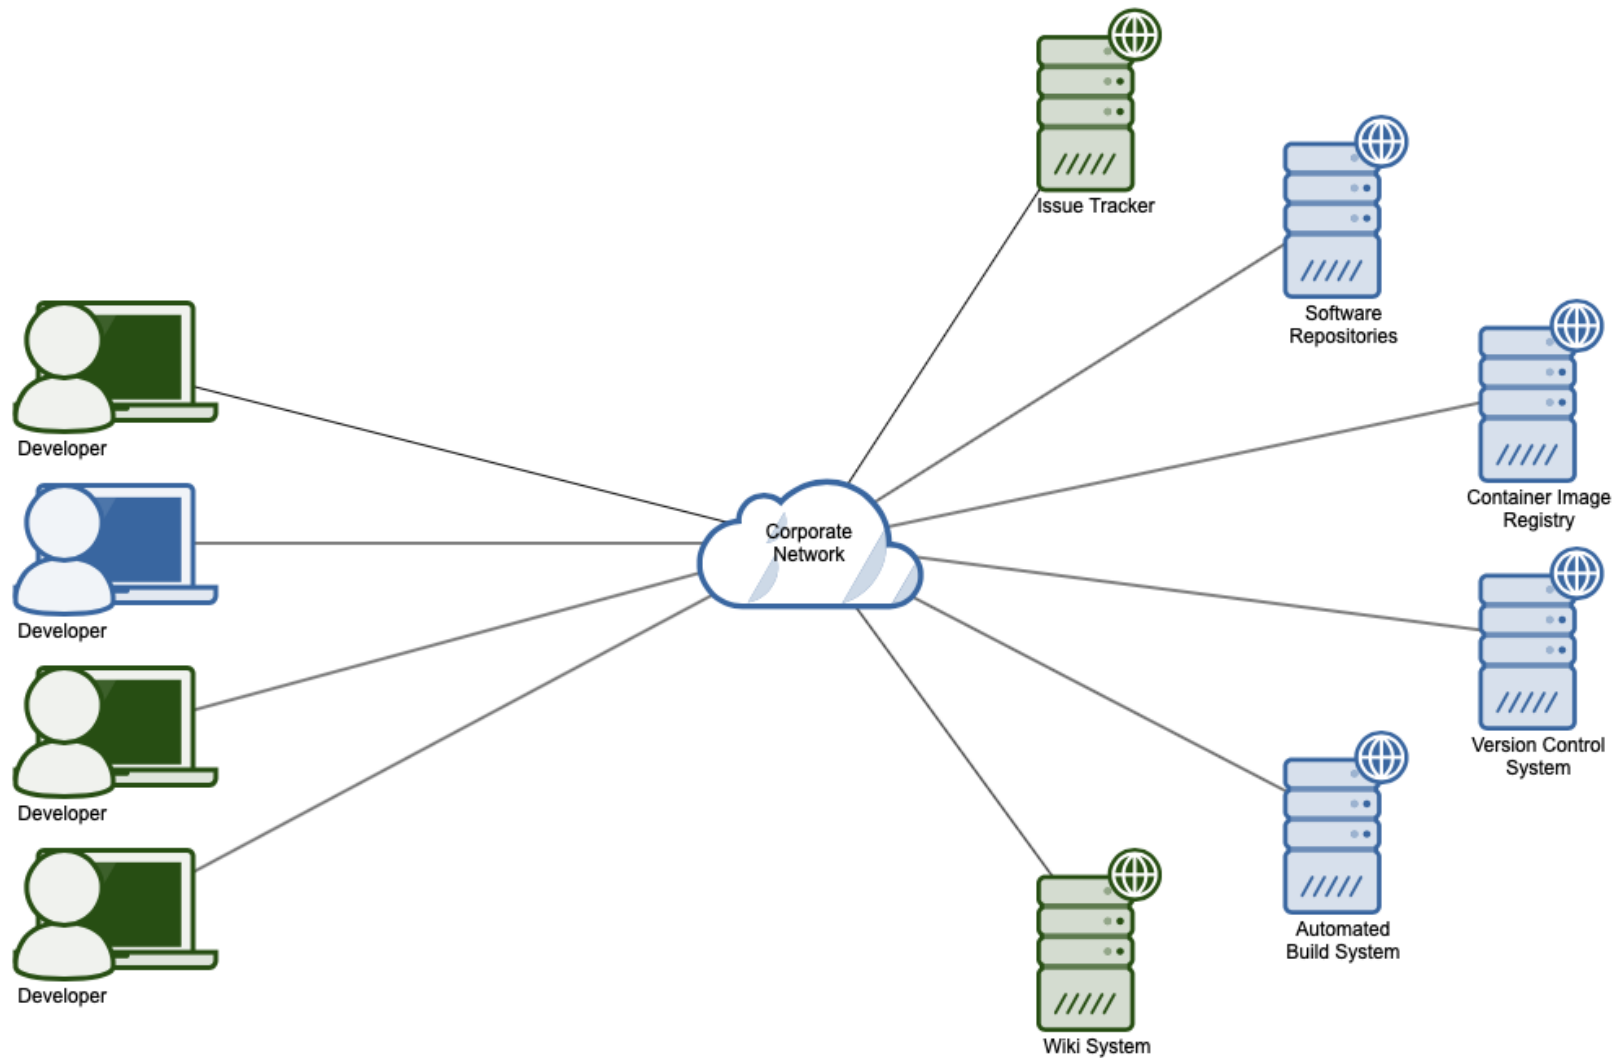 Issue Tracker
Software
Repositories
Container Image
Registry
Developer
Corporate
Network
Developer
Version Control
System
Developer
Automated
Build System
Developer
Wiki System